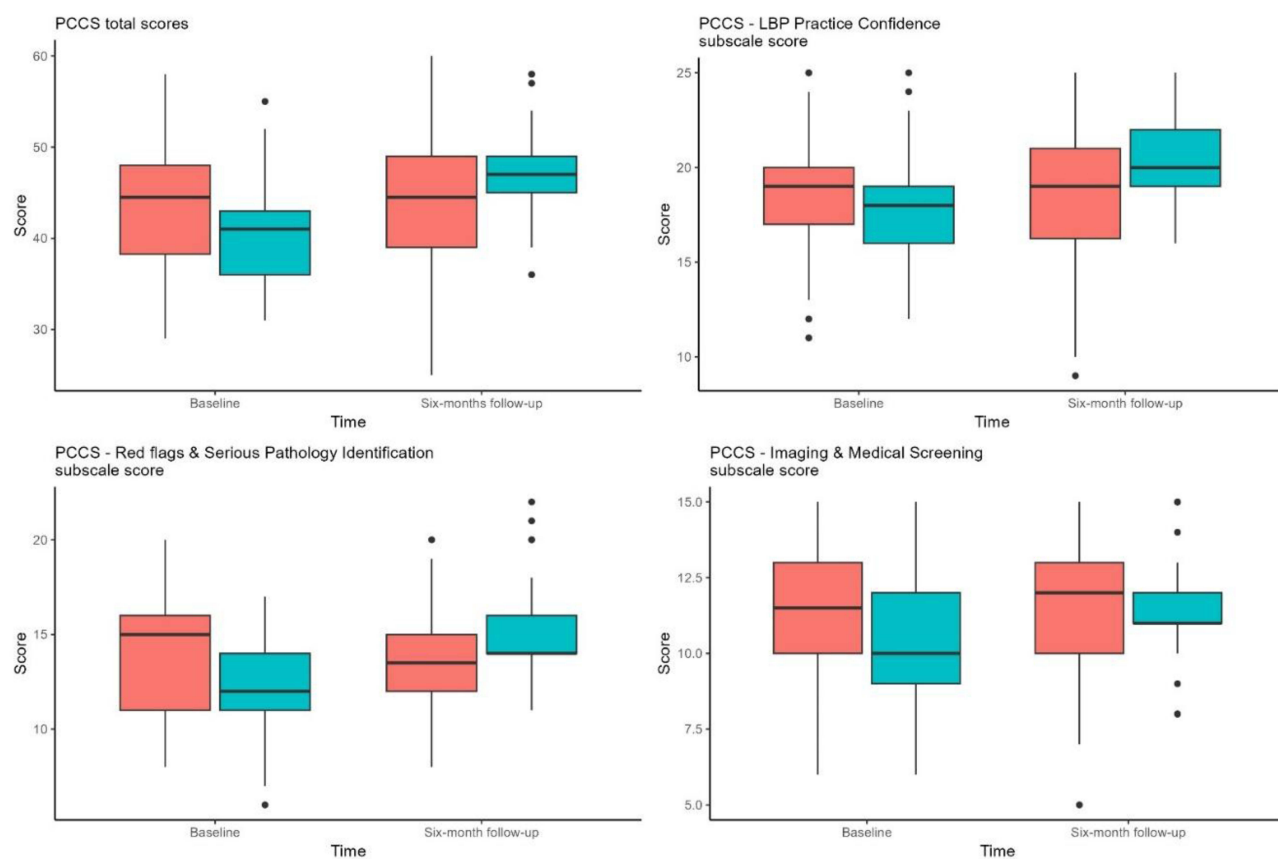 PCCS total scores
60
50
40
30
Score
Baseline
Six-months follow-up
Time
PCCS - LBP Practice Confidence
subscale score
25
20
15
10
Score
Baseline
Six-month follow-up
Time
PCCS - Red flags & Serious Pathology Identification
subscale score
20
15
10
Score
Baseline
Six-month follow-up
Time
PCCS - Imaging & Medical Screening
subscale score
15.0
12.5
10.0
7.5
5.0
Score
Baseline
Six-month follow-up
Time